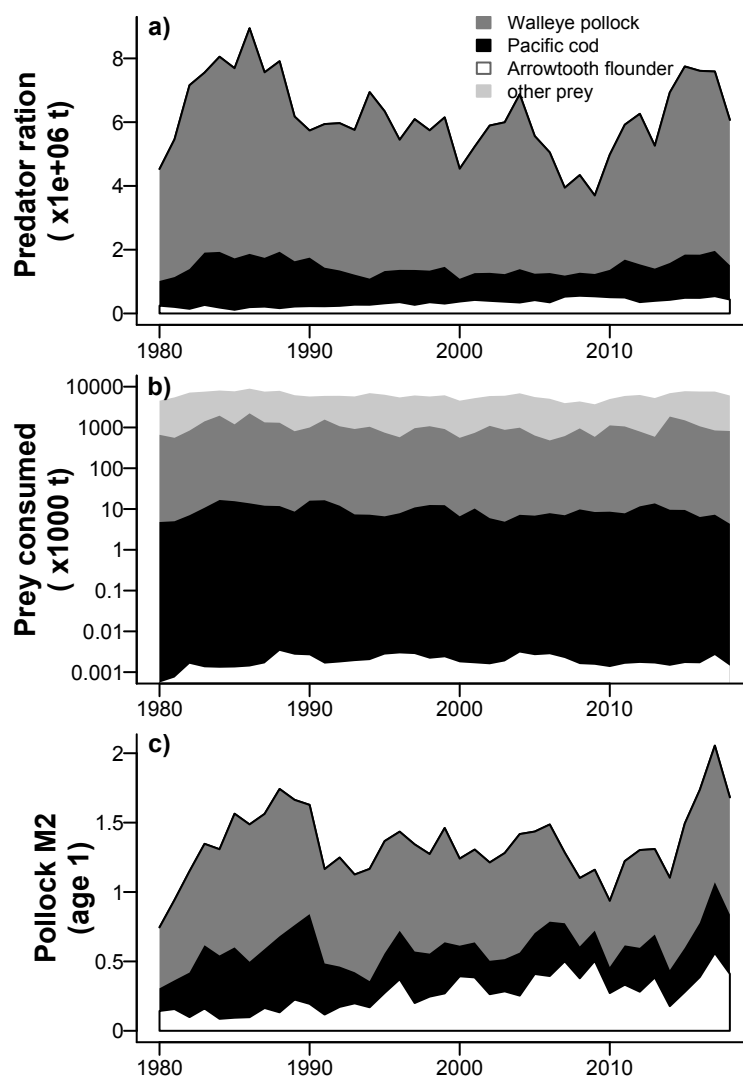 a)
Walleye pollock
Pacific cod
Arrowtooth flounder
other prey
Predator ration
( x1e+06 t)
8
6
4
2
0
1980 1990 2000 2010
b)
Prey consumed
( x1000 t)
10000
1000
100
10
1
0.1
0.01
0.001
1980 1990 2000 2010
c)
Pollock M2
(age 1)
2
1.5
1
0.5
0
1980 1990 2000 2010